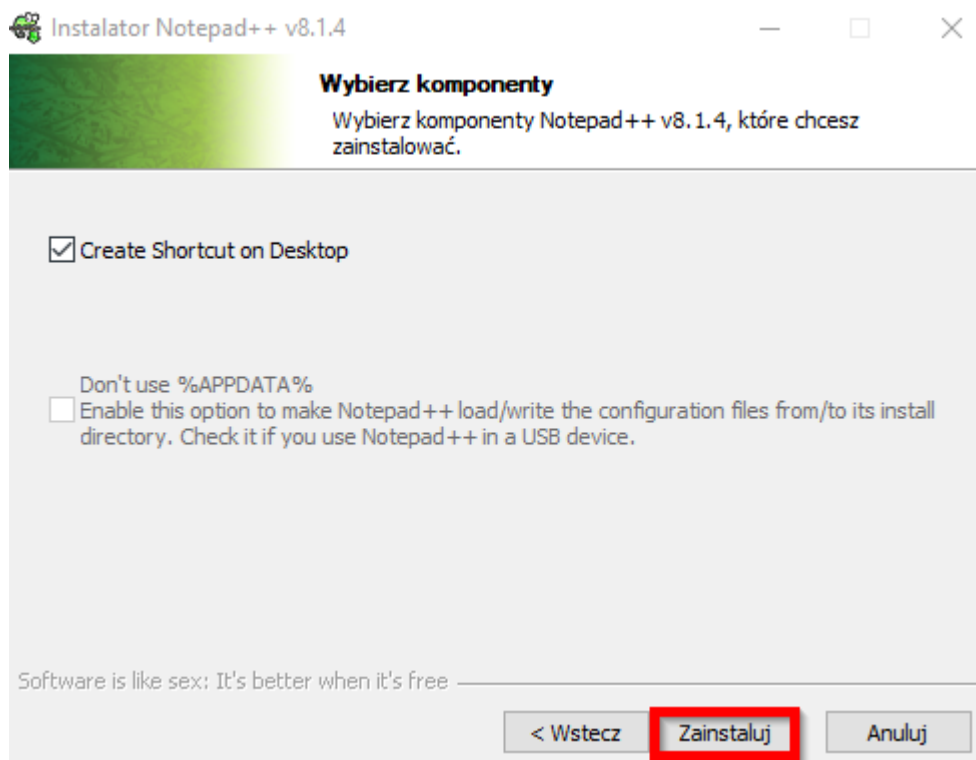 Instalator Notepad++ v8.1.4
Wybierz komponenty
Wybierz komponenty Notepad++ v8.1.4, które chcesz
zainstalować.
Create Shortcut on Desktop
Don't use %APPDATA%
Enable this option to make Notepad++ load/write the configuration files from/to its install
directory. Check it if you use Notepad++ in a USB device.
Software is like sex: It's better when it's free
< Wstecz Zainstaluj Anuluj